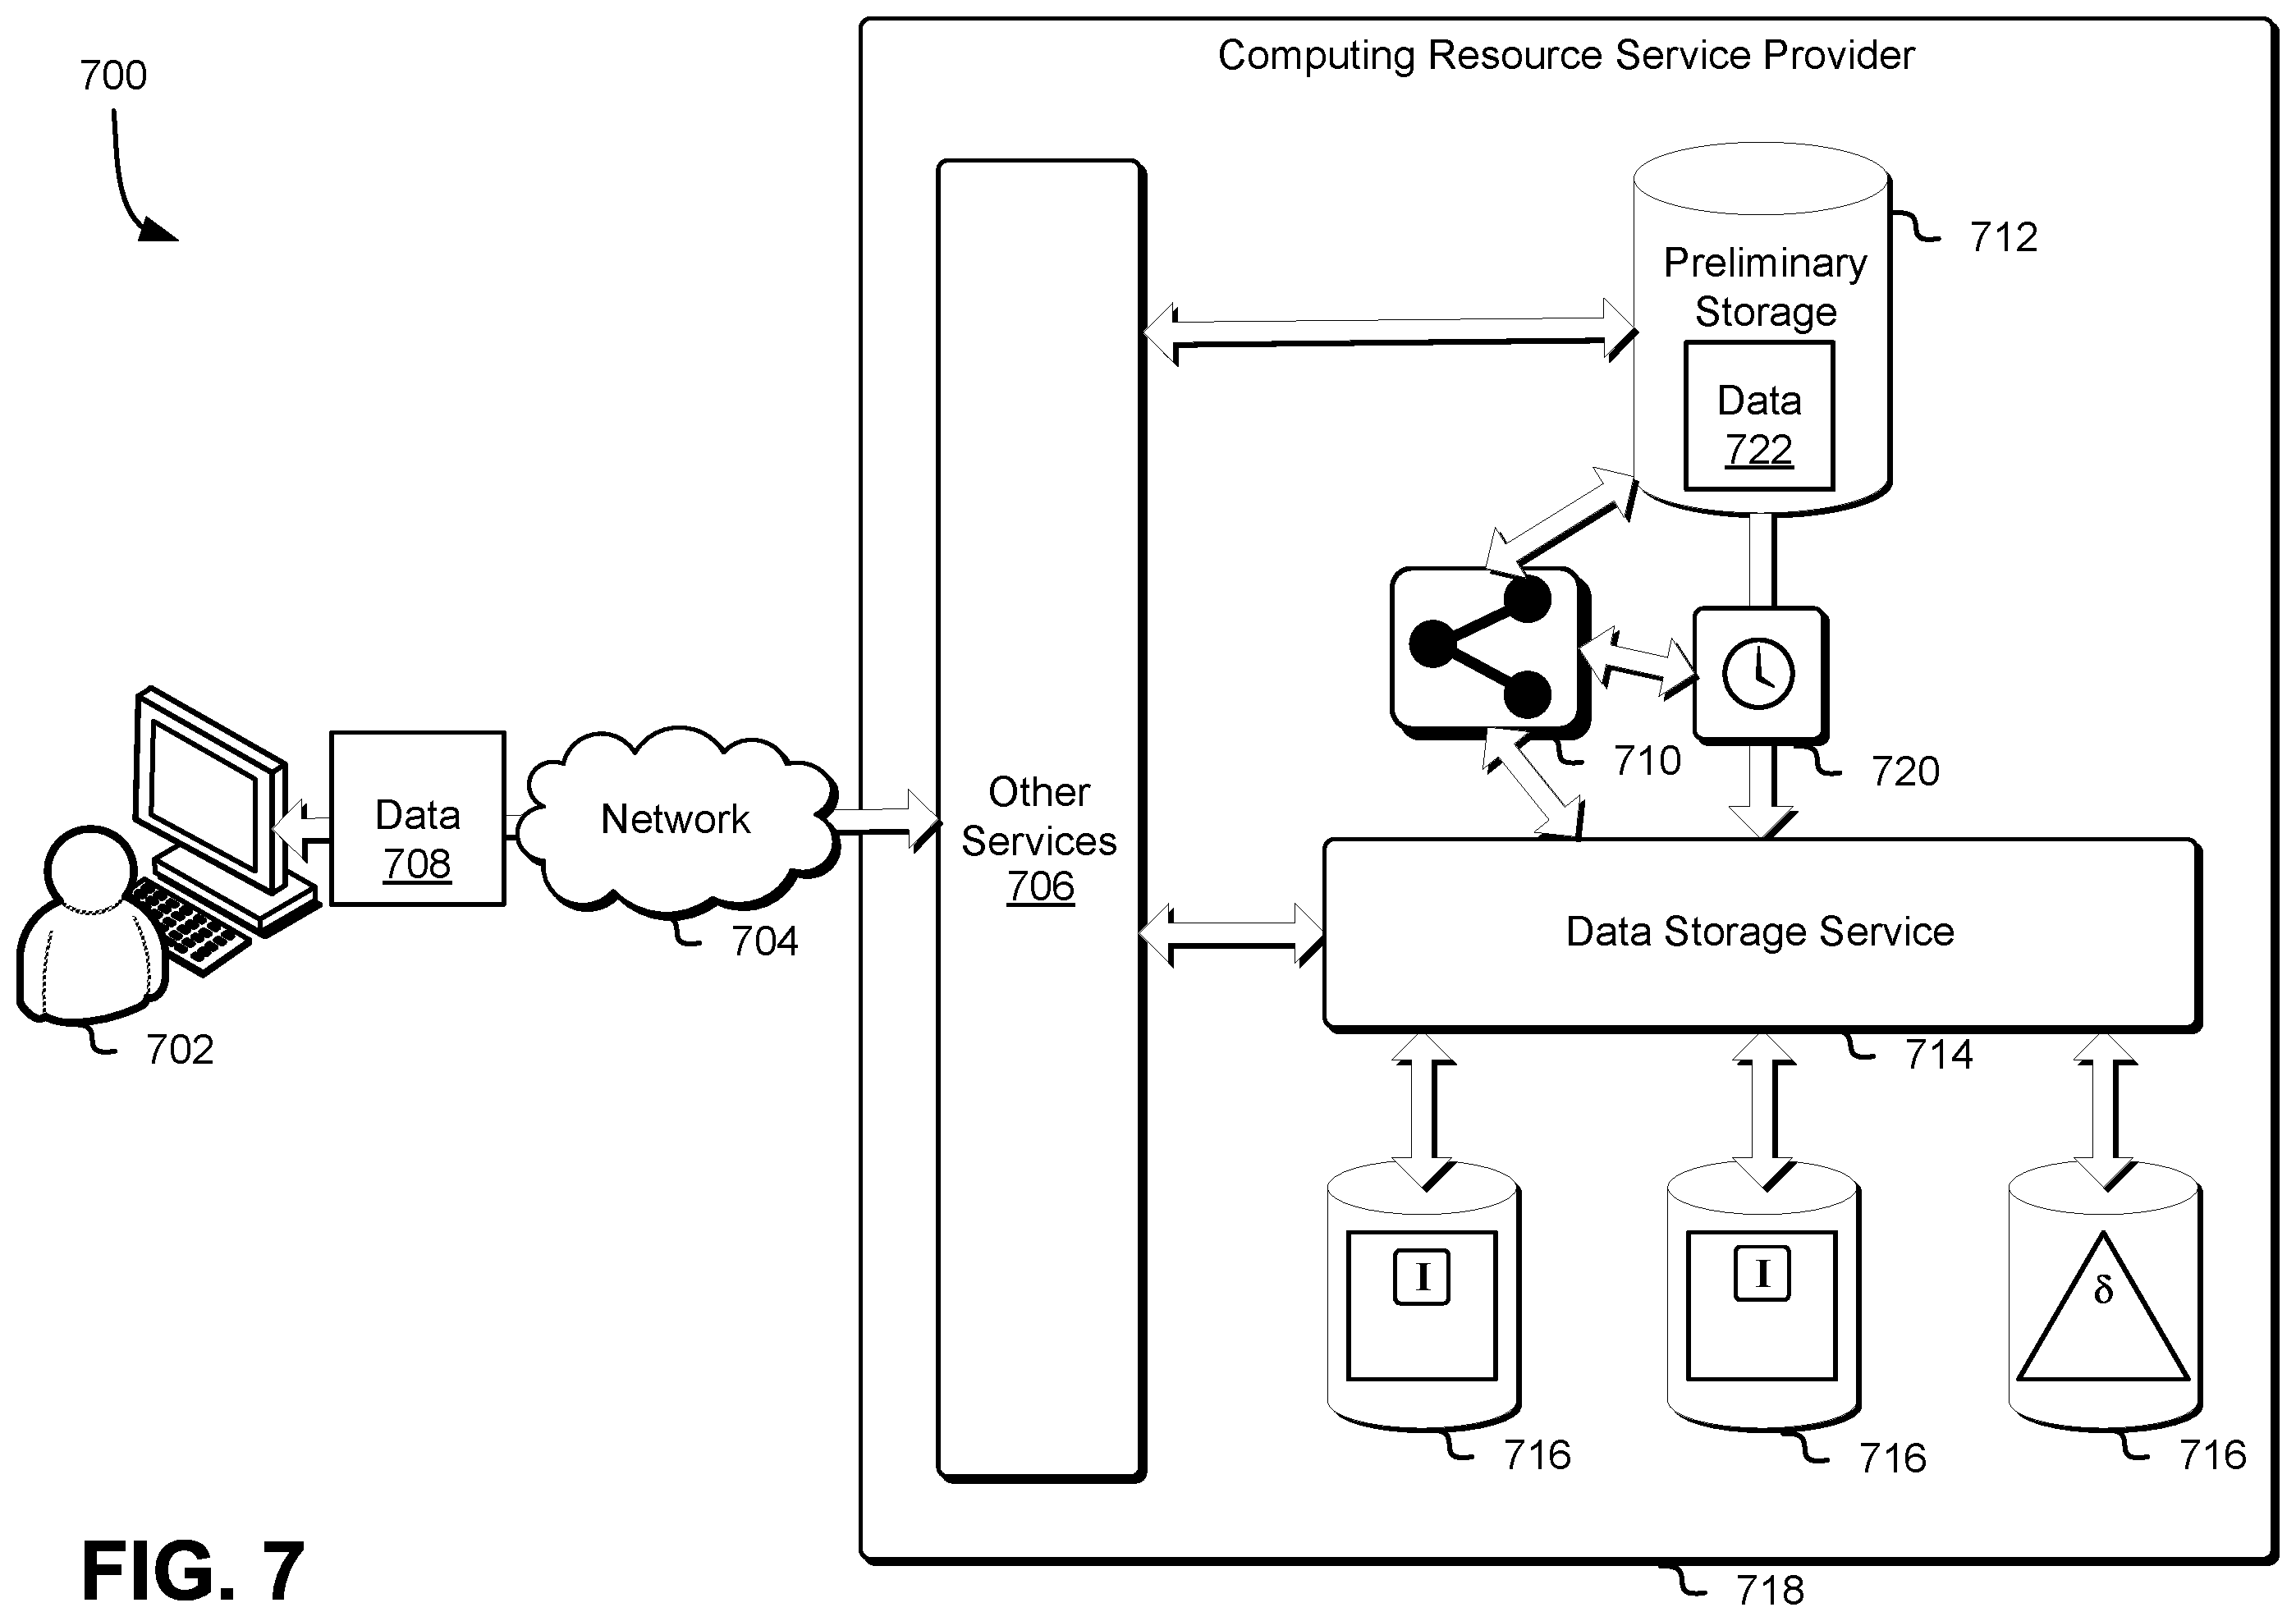 Computing Resource Service Provider
700
712
Preliminary
Storage
Data
722
710
720
Other
Services
706
Data
708
Network
704
Data Storage Service
702
714
I
I
δ
716
716
716
FIG. 7
718